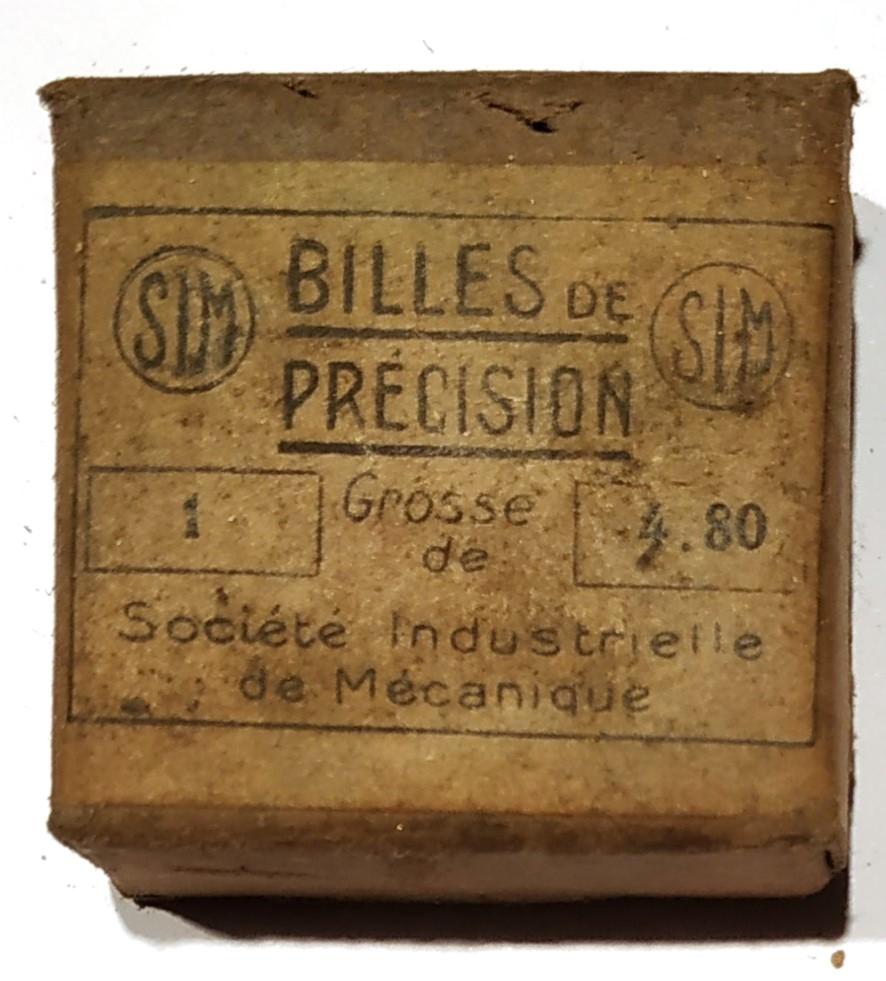 SIM BILLES DE SIM
PRÉCISION
1 Grosse 4.80
de
Société Industrielle
de Mécanique